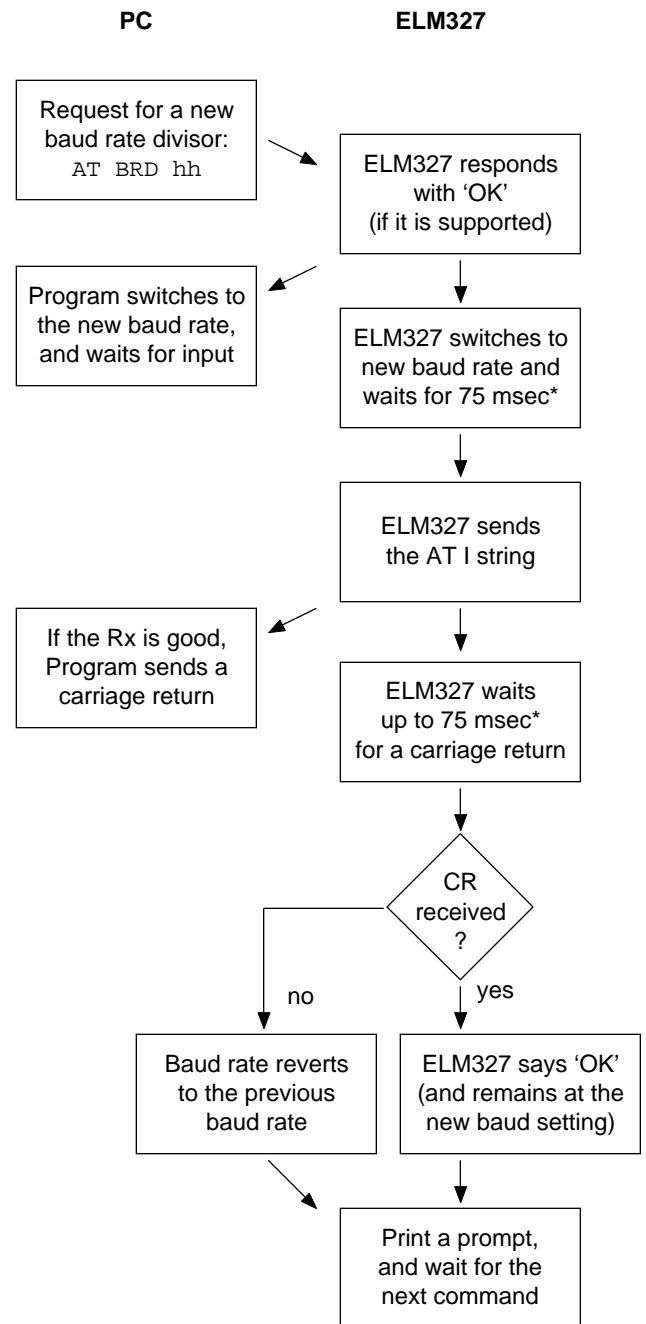 PC
ELM327
Request for a new
baud rate divisor:
AT BRD hh
ELM327 responds
with ‘OK’
(if it is supported)
Program switches to
the new baud rate,
and waits for input
ELM327 switches to
new baud rate and
waits for 75 msec*
ELM327 sends
the AT I string
If the Rx is good,
Program sends a
carriage return
ELM327 waits
up to 75 msec*
for a carriage return
CR
received
?
no
yes
Baud rate reverts
to the previous
baud rate
ELM327 says ‘OK’
(and remains at the
new baud setting)
Print a prompt,
and wait for the
next command